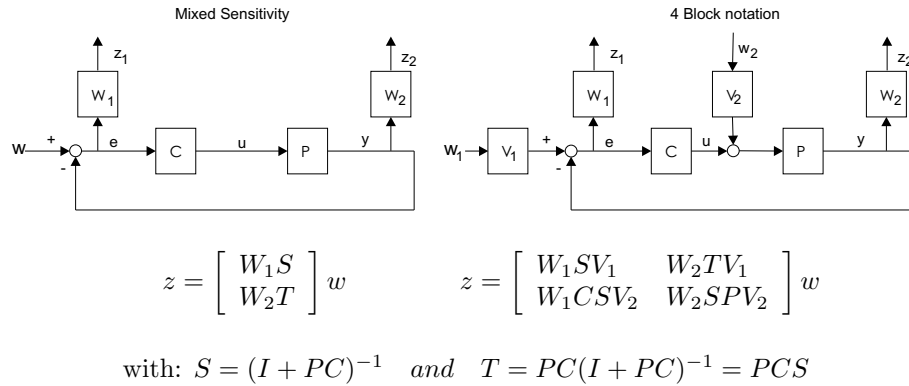 Mixed Sensitivity
4 Block notation
z₁
z₂
W₁
W₂
w
+
-
e
C
u
P
y
z₁
w₂
z₂
W₁
V₂
W₂
w₁
V₁
+
-
e
C
u
P
y
z = [ W₁S ; W₂T ] w
z = [ W₁SV₁ W₂TV₁ ; W₁CSV₂ W₂SPV₂ ] w
with: S = (I + PC)⁻¹ and T = PC(I + PC)⁻¹ = PCS